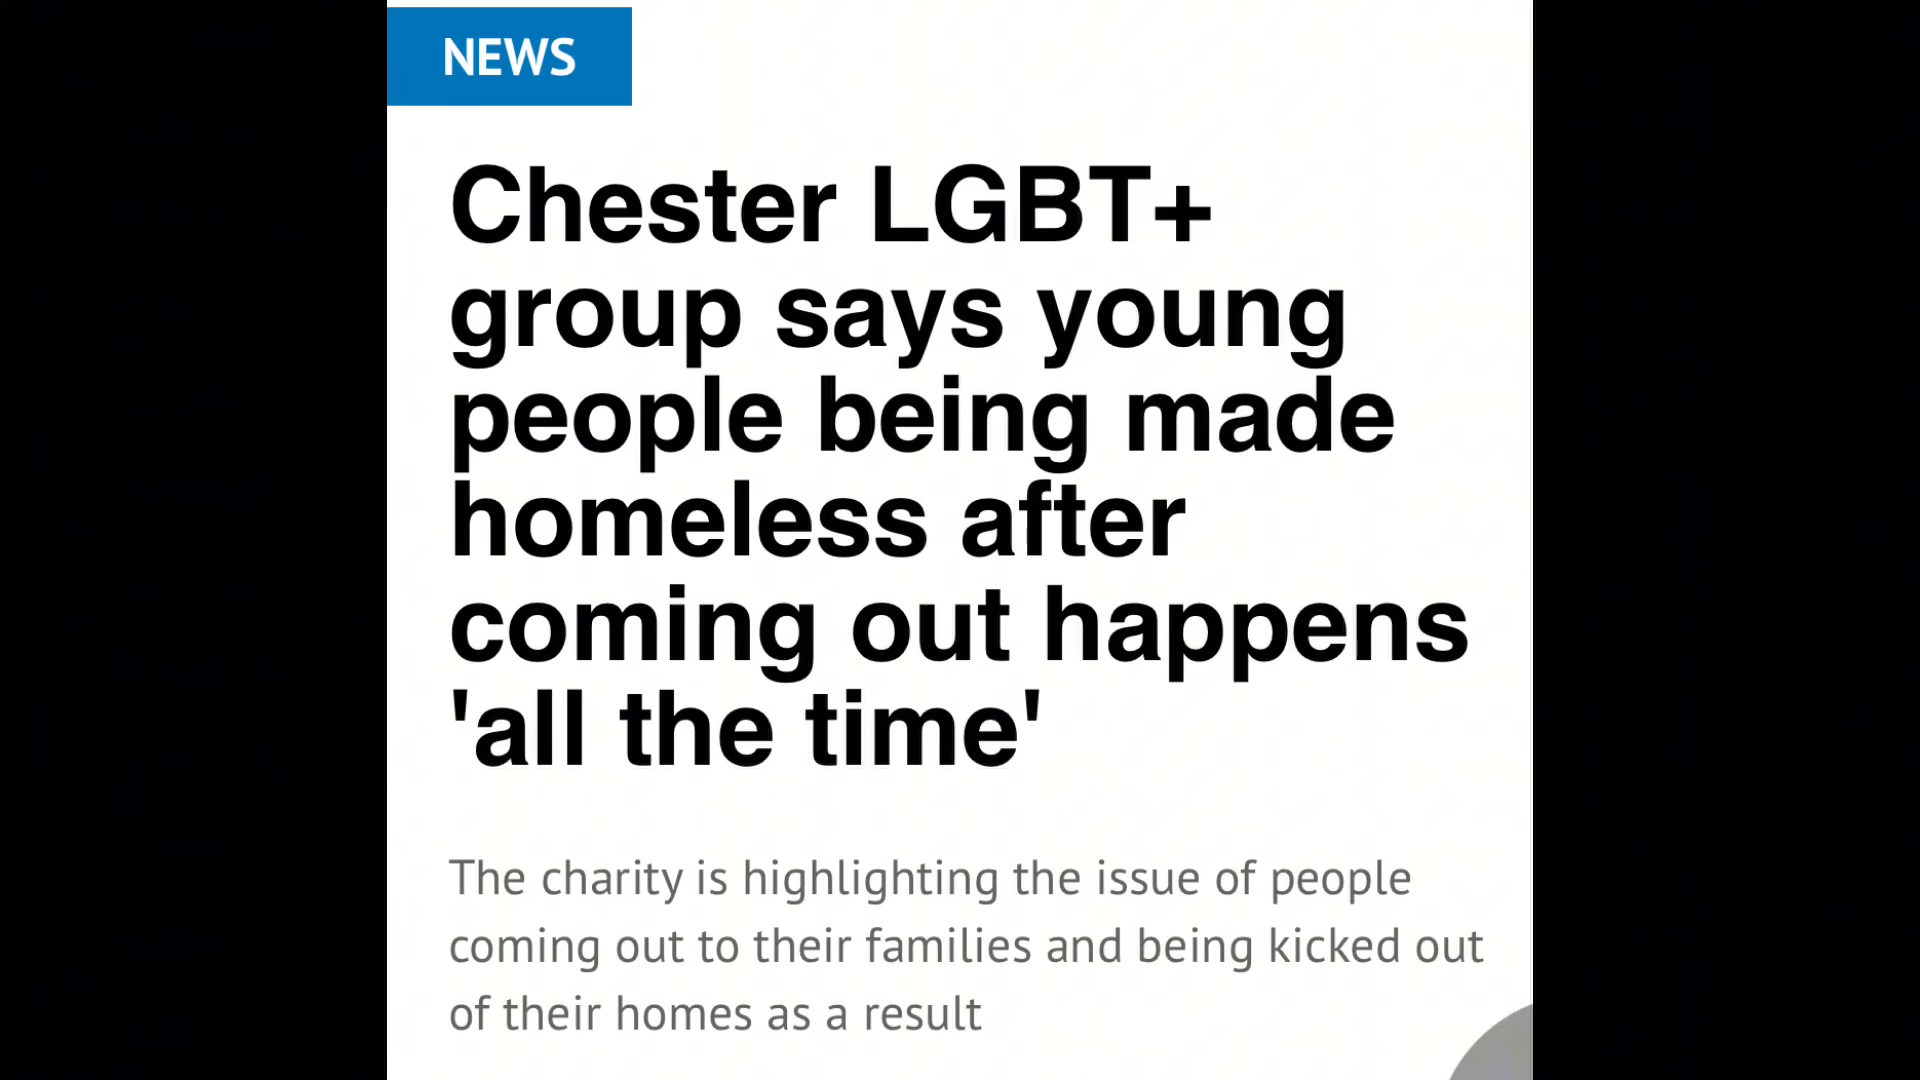 NEWS
Chester LGBT+
group says young
people being made
homeless after
coming out happens
'all the time'
The charity is highlighting the issue of people
coming out to their families and being kicked out
of their homes as a result